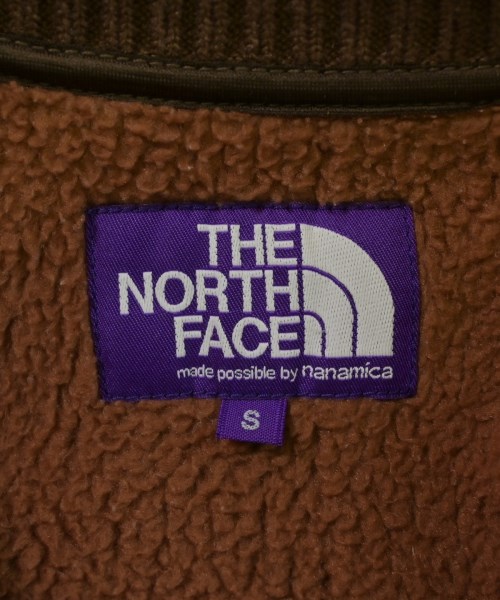 THE
NORTH
FACE
made possible by nanamica
S